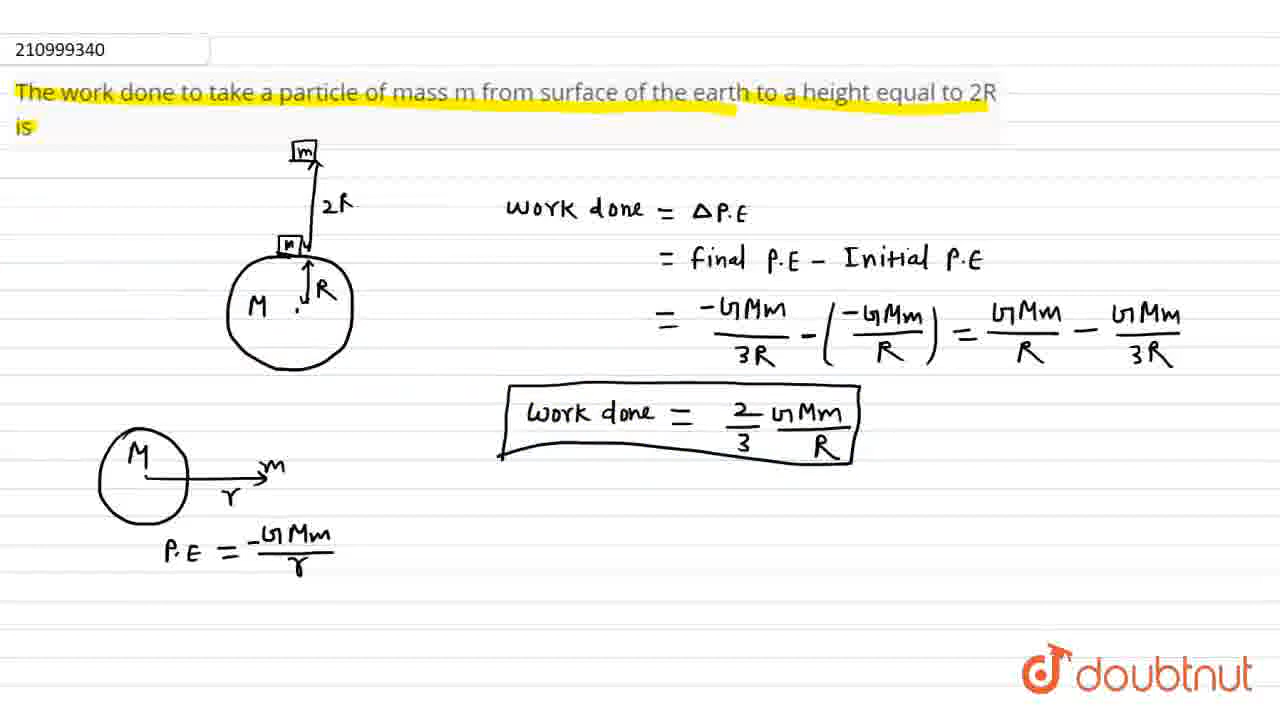 210999340
The work done to take a particle of mass m from surface of the earth to a height equal to 2R
is
m
2R
m
R
M
work done = ΔP.E
= final P.E - Initial P.E
= -GMm/3R - (-GMm/R) = GMm/R - GMm/3R
work done = 2/3 GMm/R
M
m
r
P.E = -GMm/r
doubtnut